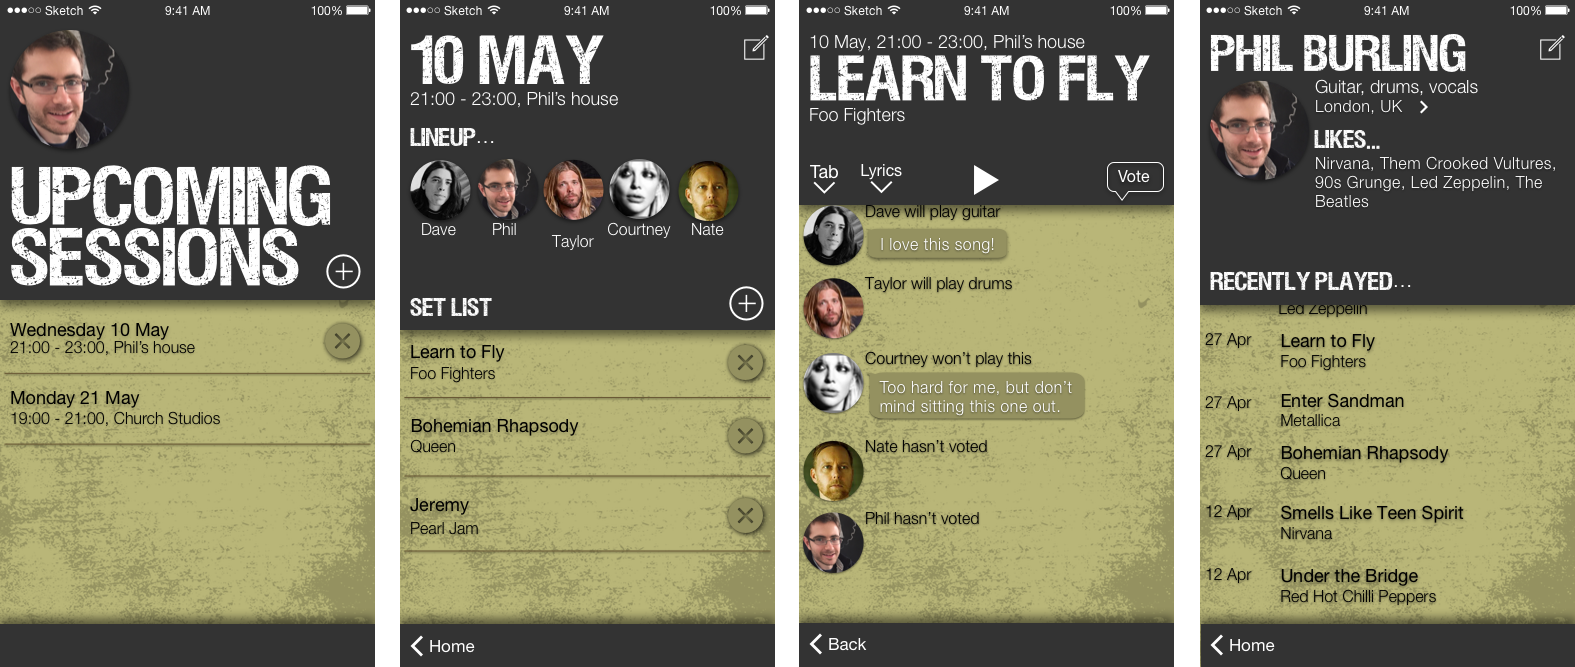 Sketch 9:41 AM 100%
UPCOMING
SESSIONS
Wednesday 10 May
21:00 - 23:00, Phil's house
Monday 21 May
19:00 - 21:00, Church Studios
Sketch 9:41 AM 100%
10 MAY
21:00 - 23:00, Phil's house
LINEUP...
Dave Phil Taylor Courtney Nate
SET LIST
Learn to Fly
Foo Fighters
Bohemian Rhapsody
Queen
Jeremy
Pearl Jam
Home
Sketch 9:41 AM 100%
10 May, 21:00 - 23:00, Phil's house
LEARN TO FLY
Foo Fighters
Tab Lyrics Vote
Dave will play guitar
I love this song!
Taylor will play drums
Courtney won't play this
Too hard for me, but don't
mind sitting this one out.
Nate hasn't voted
Phil hasn't voted
Back
Sketch 9:41 AM 100%
PHIL BURLING
Guitar, drums, vocals
London, UK
LIKES...
Nirvana, Them Crooked Vultures,
90s Grunge, Led Zeppelin, The
Beatles
RECENTLY PLAYED...
Led Zeppelin
27 Apr Learn to Fly
Foo Fighters
27 Apr Enter Sandman
Metallica
27 Apr Bohemian Rhapsody
Queen
12 Apr Smells Like Teen Spirit
Nirvana
12 Apr Under the Bridge
Red Hot Chilli Peppers
Home